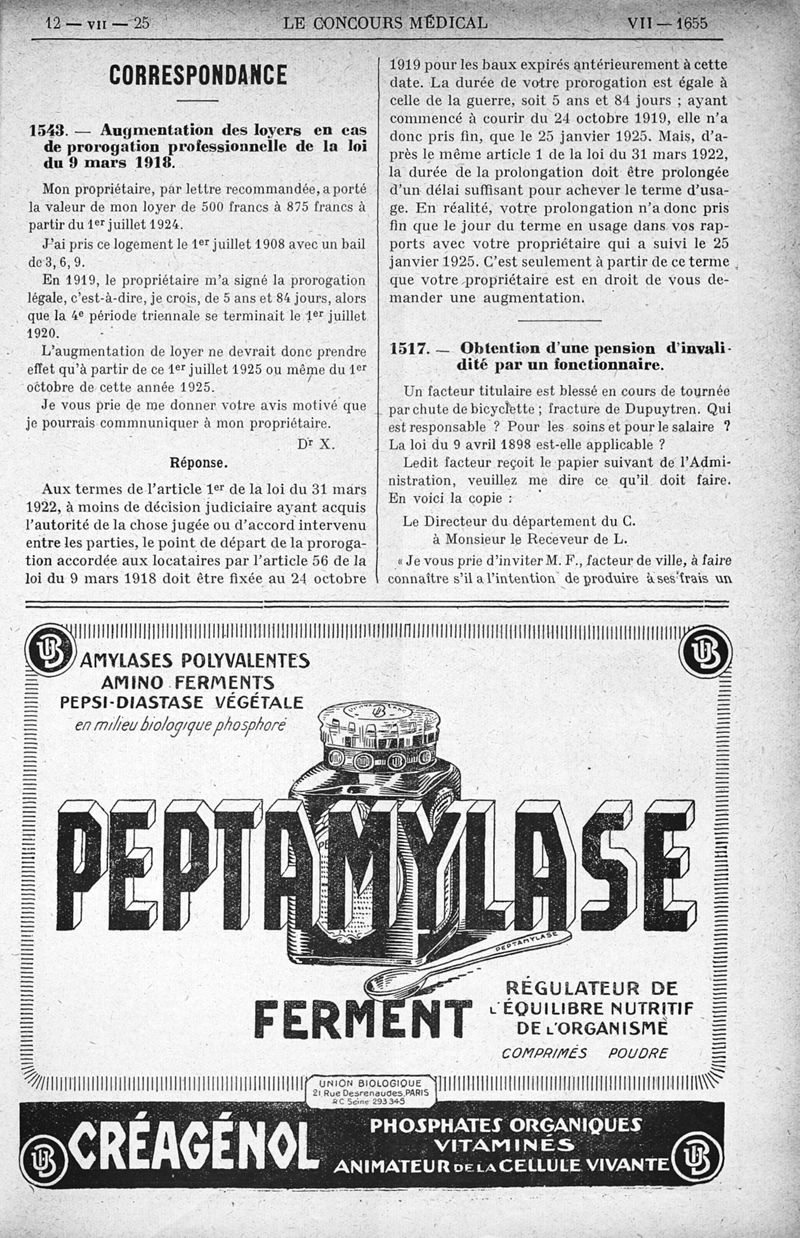 12 — VII — 25
LE CONCOURS MÉDICAL
VII — 1655
CORRESPONDANCE
1543. — Augmentation des loyers en cas
de prorogation professionnelle de la loi
du 9 mars 1918.
Mon propriétaire, par lettre recommandée, a porté
la valeur de mon loyer de 500 francs à 875 francs à
partir du 1er juillet 1924.
J'ai pris ce logement le 1er juillet 1908 avec un bail
de 3, 6, 9.
En 1919, le propriétaire m'a signé la prorogation
légale, c'est-à-dire, je crois, de 5 ans et 84 jours, alors
que la 4e période triennale se terminait le 1er juillet
1920.
L'augmentation de loyer ne devrait donc prendre
effet qu'à partir de ce 1er juillet 1925 ou même du 1er
octobre de cette année 1925.
Je vous prie de me donner votre avis motivé que
je pourrais commnuniquer à mon propriétaire.
Dr X.
Réponse.
Aux termes de l'article 1er de la loi du 31 mars
1922, à moins de décision judiciaire ayant acquis
l'autorité de la chose jugée ou d'accord intervenu
entre les parties, le point de départ de la proroga-
tion accordée aux locataires par l'article 56 de la
loi du 9 mars 1918 doit être fixée au 24 octobre
1919 pour les baux expirés antérieurement à cette
date. La durée de votre prorogation est égale à
celle de la guerre, soit 5 ans et 84 jours ; ayant
commencé à courir du 24 octobre 1919, elle n'a
donc pris fin, que le 25 janvier 1925. Mais, d'a-
près le même article 1 de la loi du 31 mars 1922,
la durée de la prolongation doit être prolongée
d'un délai suffisant pour achever le terme d'usa-
ge. En réalité, votre prolongation n'a donc pris
fin que le jour du terme en usage dans vos rap-
ports avec votre propriétaire qui a suivi le 25
janvier 1925. C'est seulement à partir de ce terme
que votre propriétaire est en droit de vous de-
mander une augmentation.
1517. — Obtention d'une pension d'invali-
dité par un fonctionnaire.
Un facteur titulaire est blessé en cours de tournée
par chute de bicyclette ; fracture de Dupuytren. Qui
est responsable ? Pour les soins et pour le salaire ?
La loi du 9 avril 1898 est-elle applicable ?
Ledit facteur reçoit le papier suivant de l'Admi-
nistration, veuillez me dire ce qu'il doit faire.
En voici la copie :
Le Directeur du département du C.
à Monsieur le Receveur de L.
« Je vous prie d'inviter M. F., facteur de ville, à faire
connaître s'il a l'intention de produire à ses frais un
UB
UB
AMYLASES POLYVALENTES
AMINO FERMENTS
PEPSI-DIASTASE VÉGÉTALE
en milieu biologique phosphoré
PEPTAMYLASE
PEPTAMYLASE
FERMENT
RÉGULATEUR DE
L'ÉQUILIBRE NUTRITIF
DE L'ORGANISME
COMPRIMÉS POUDRE
UNION BIOLOGIQUE
21 Rue Desrenaudes, PARIS
RC Seine 293345
UB
CRÉAGÉNOL
PHOSPHATES ORGANIQUES
VITAMINÉS
ANIMATEUR DE LA CELLULE VIVANTE
UB